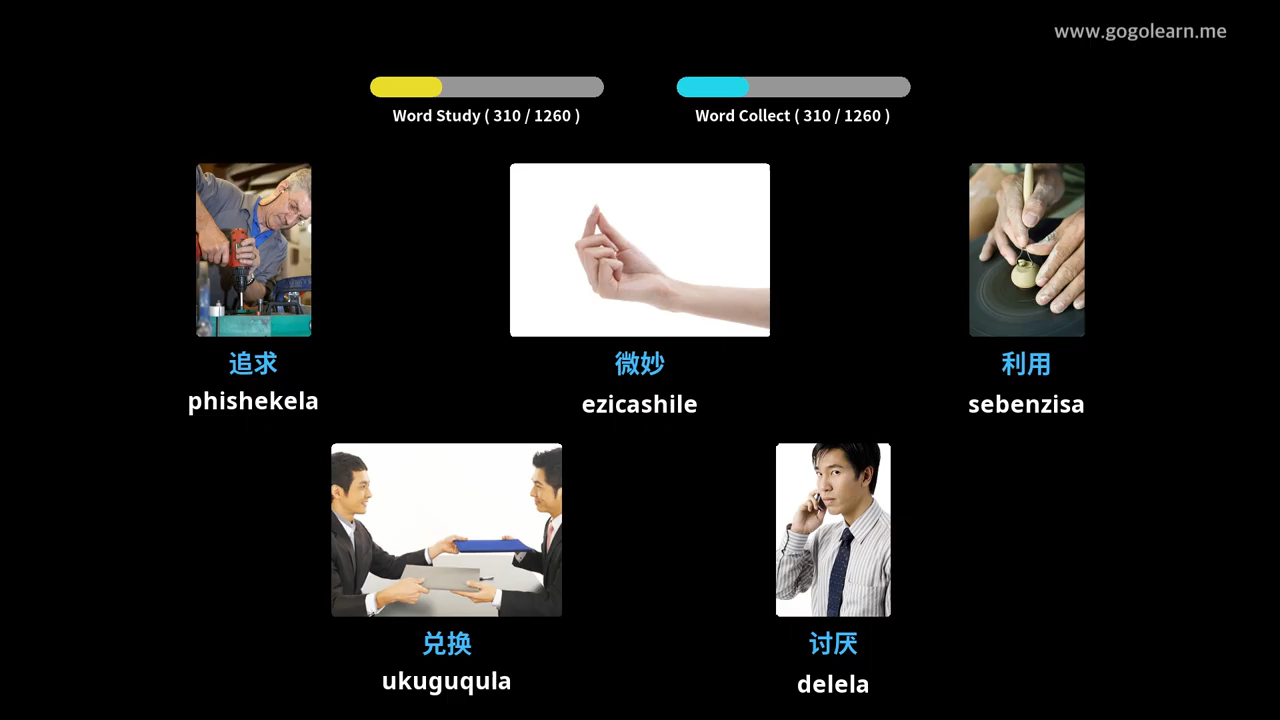 www.gogolearn.me
Word Study ( 310 / 1260 )
Word Collect ( 310 / 1260 )
追求
phishekela
微妙
ezicashile
利用
sebenzisa
兑换
ukuguqula
讨厌
delela